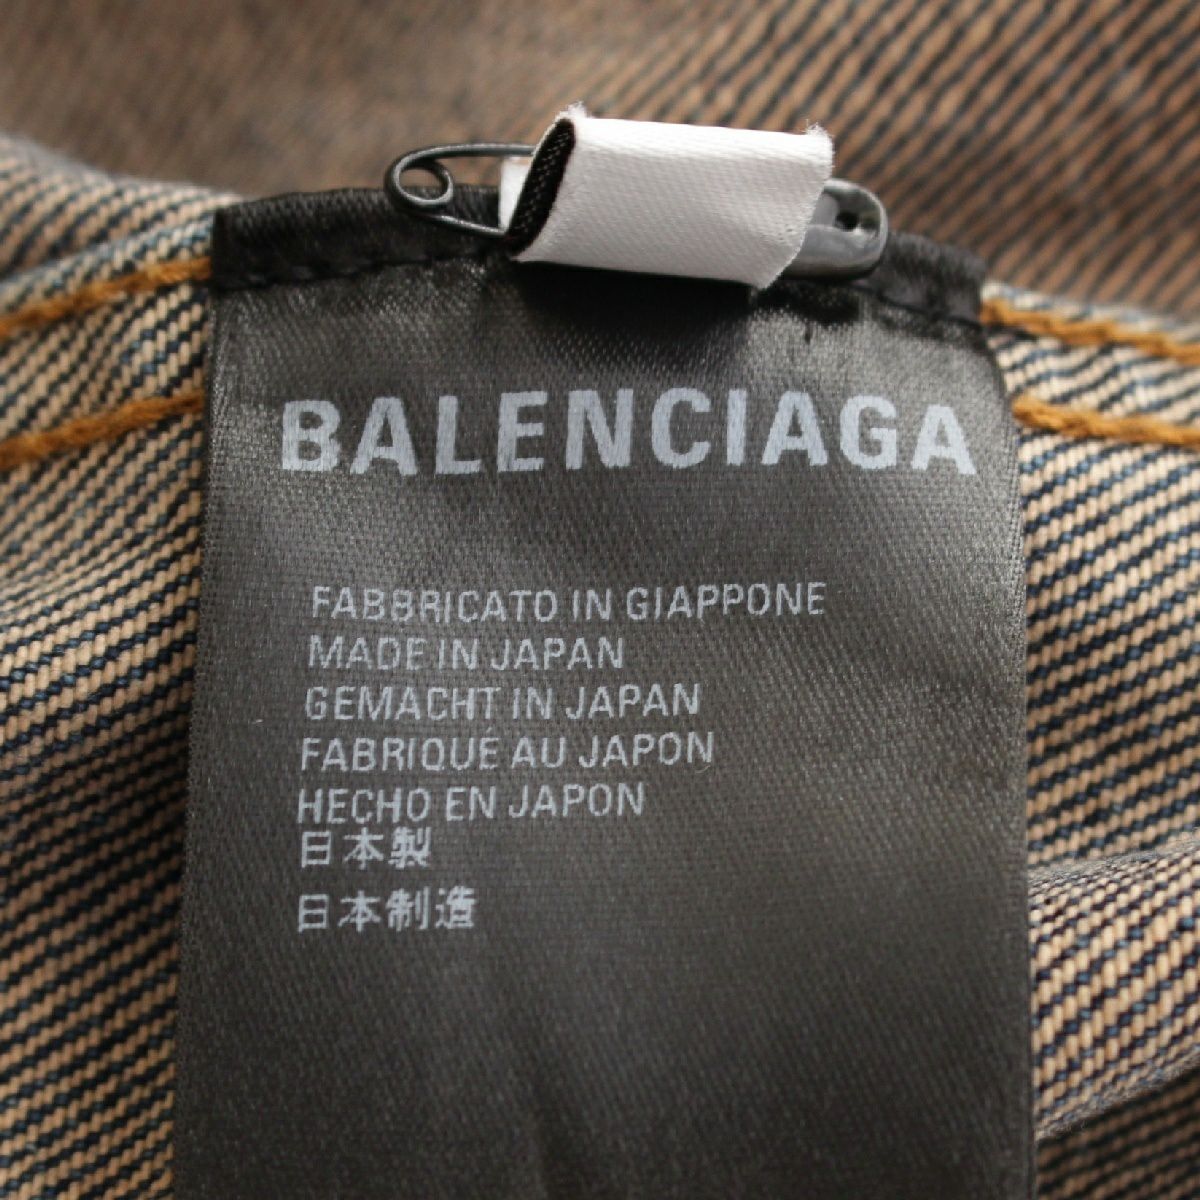 BALENCIAGA
FABBRICATO IN GIAPPONE
MADE IN JAPAN
GEMACHT IN JAPAN
FABRIQUÉ AU JAPON
HECHO EN JAPON
日本製
日本制造